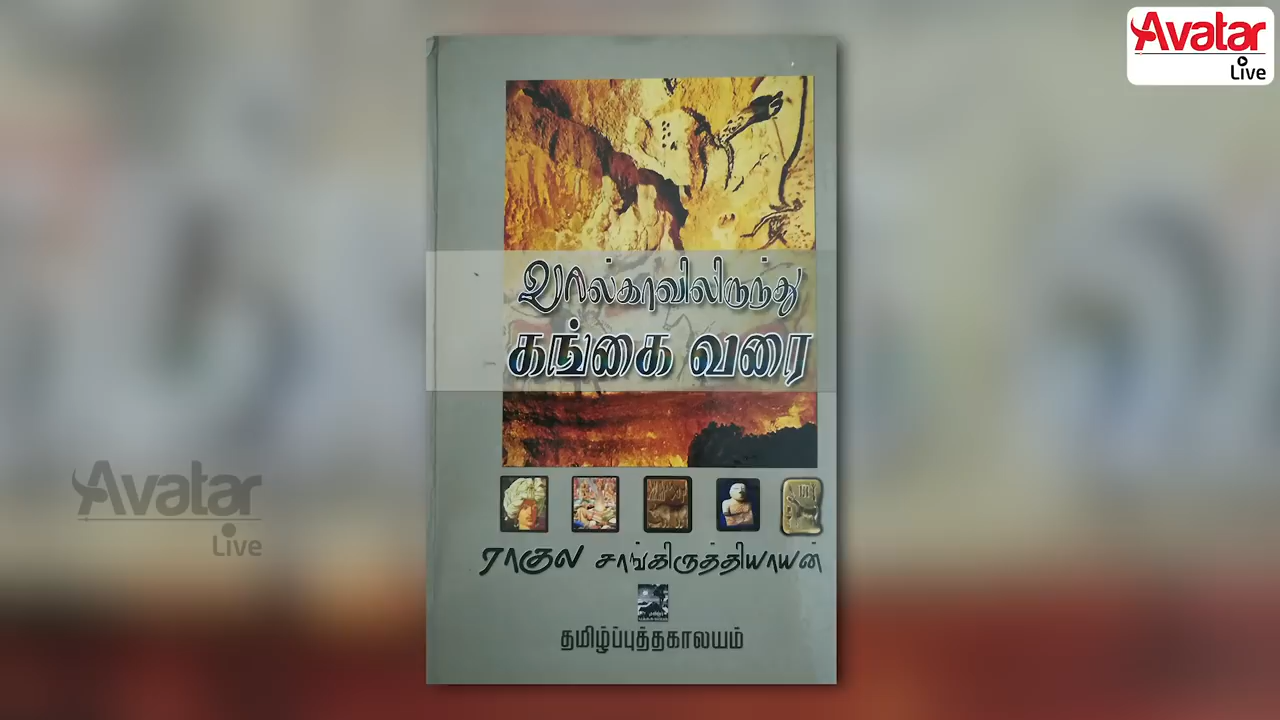 Avatar
Live
வால்காவிலிருந்து
கங்கை வரை
Avatar
Live
ராகுல சாங்கிருத்தியாயன்
தமிழ்ப்புத்தகாலயம்